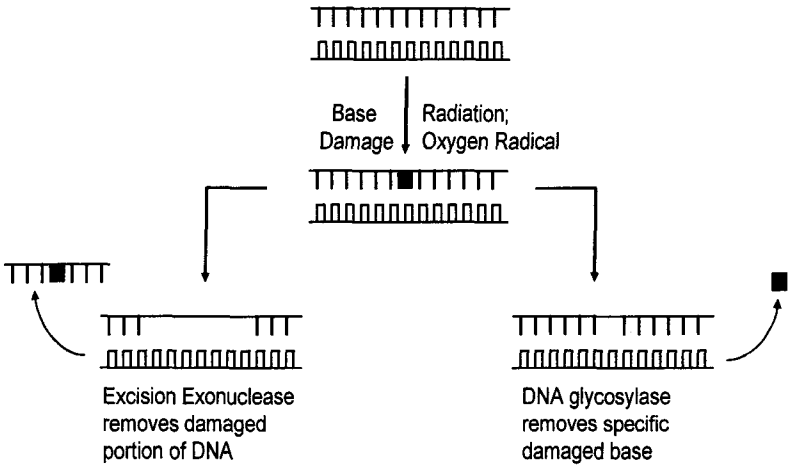 Base Radiation;
Damage Oxygen Radical
Excision Exonuclease
removes damaged
portion of DNA
DNA glycosylase
removes specific
damaged base